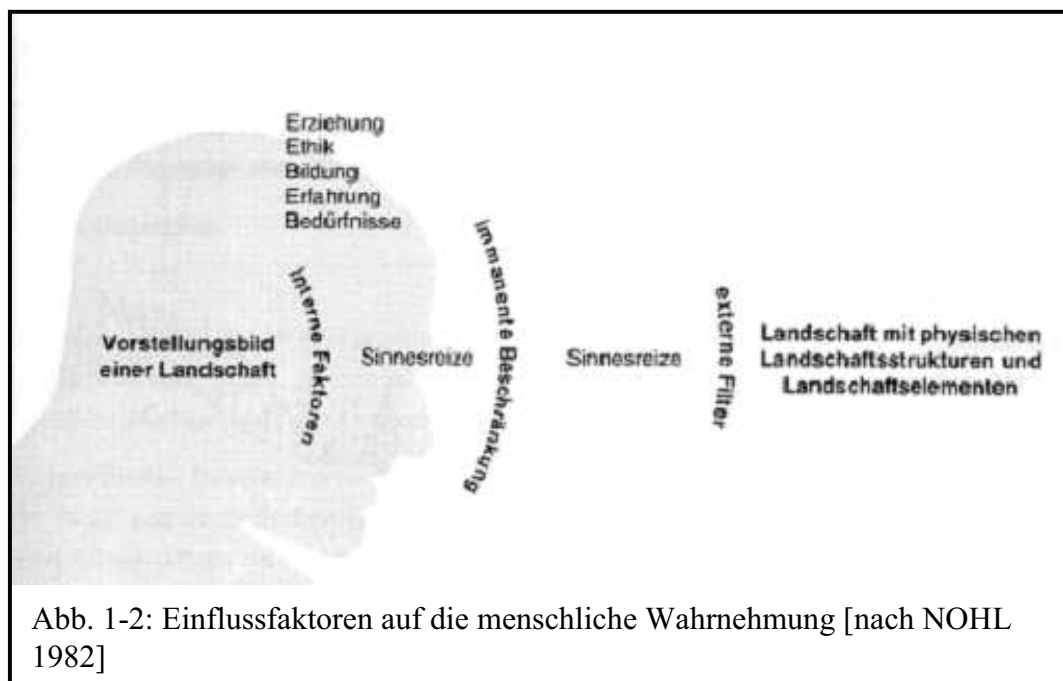 Erziehung
Ethik
Bildung
Erfahrung
Bedürfnisse
Vorstellungsbild
einer Landschaft
Interne Faktoren
Sinnesreize
immanente Beschränkung
Sinnesreize
externe Filter
Landschaft mit physischen
Landschaftsstrukturen und
Landschaftselementen
Abb. 1-2: Einflussfaktoren auf die menschliche Wahrnehmung [nach NOHL
1982]